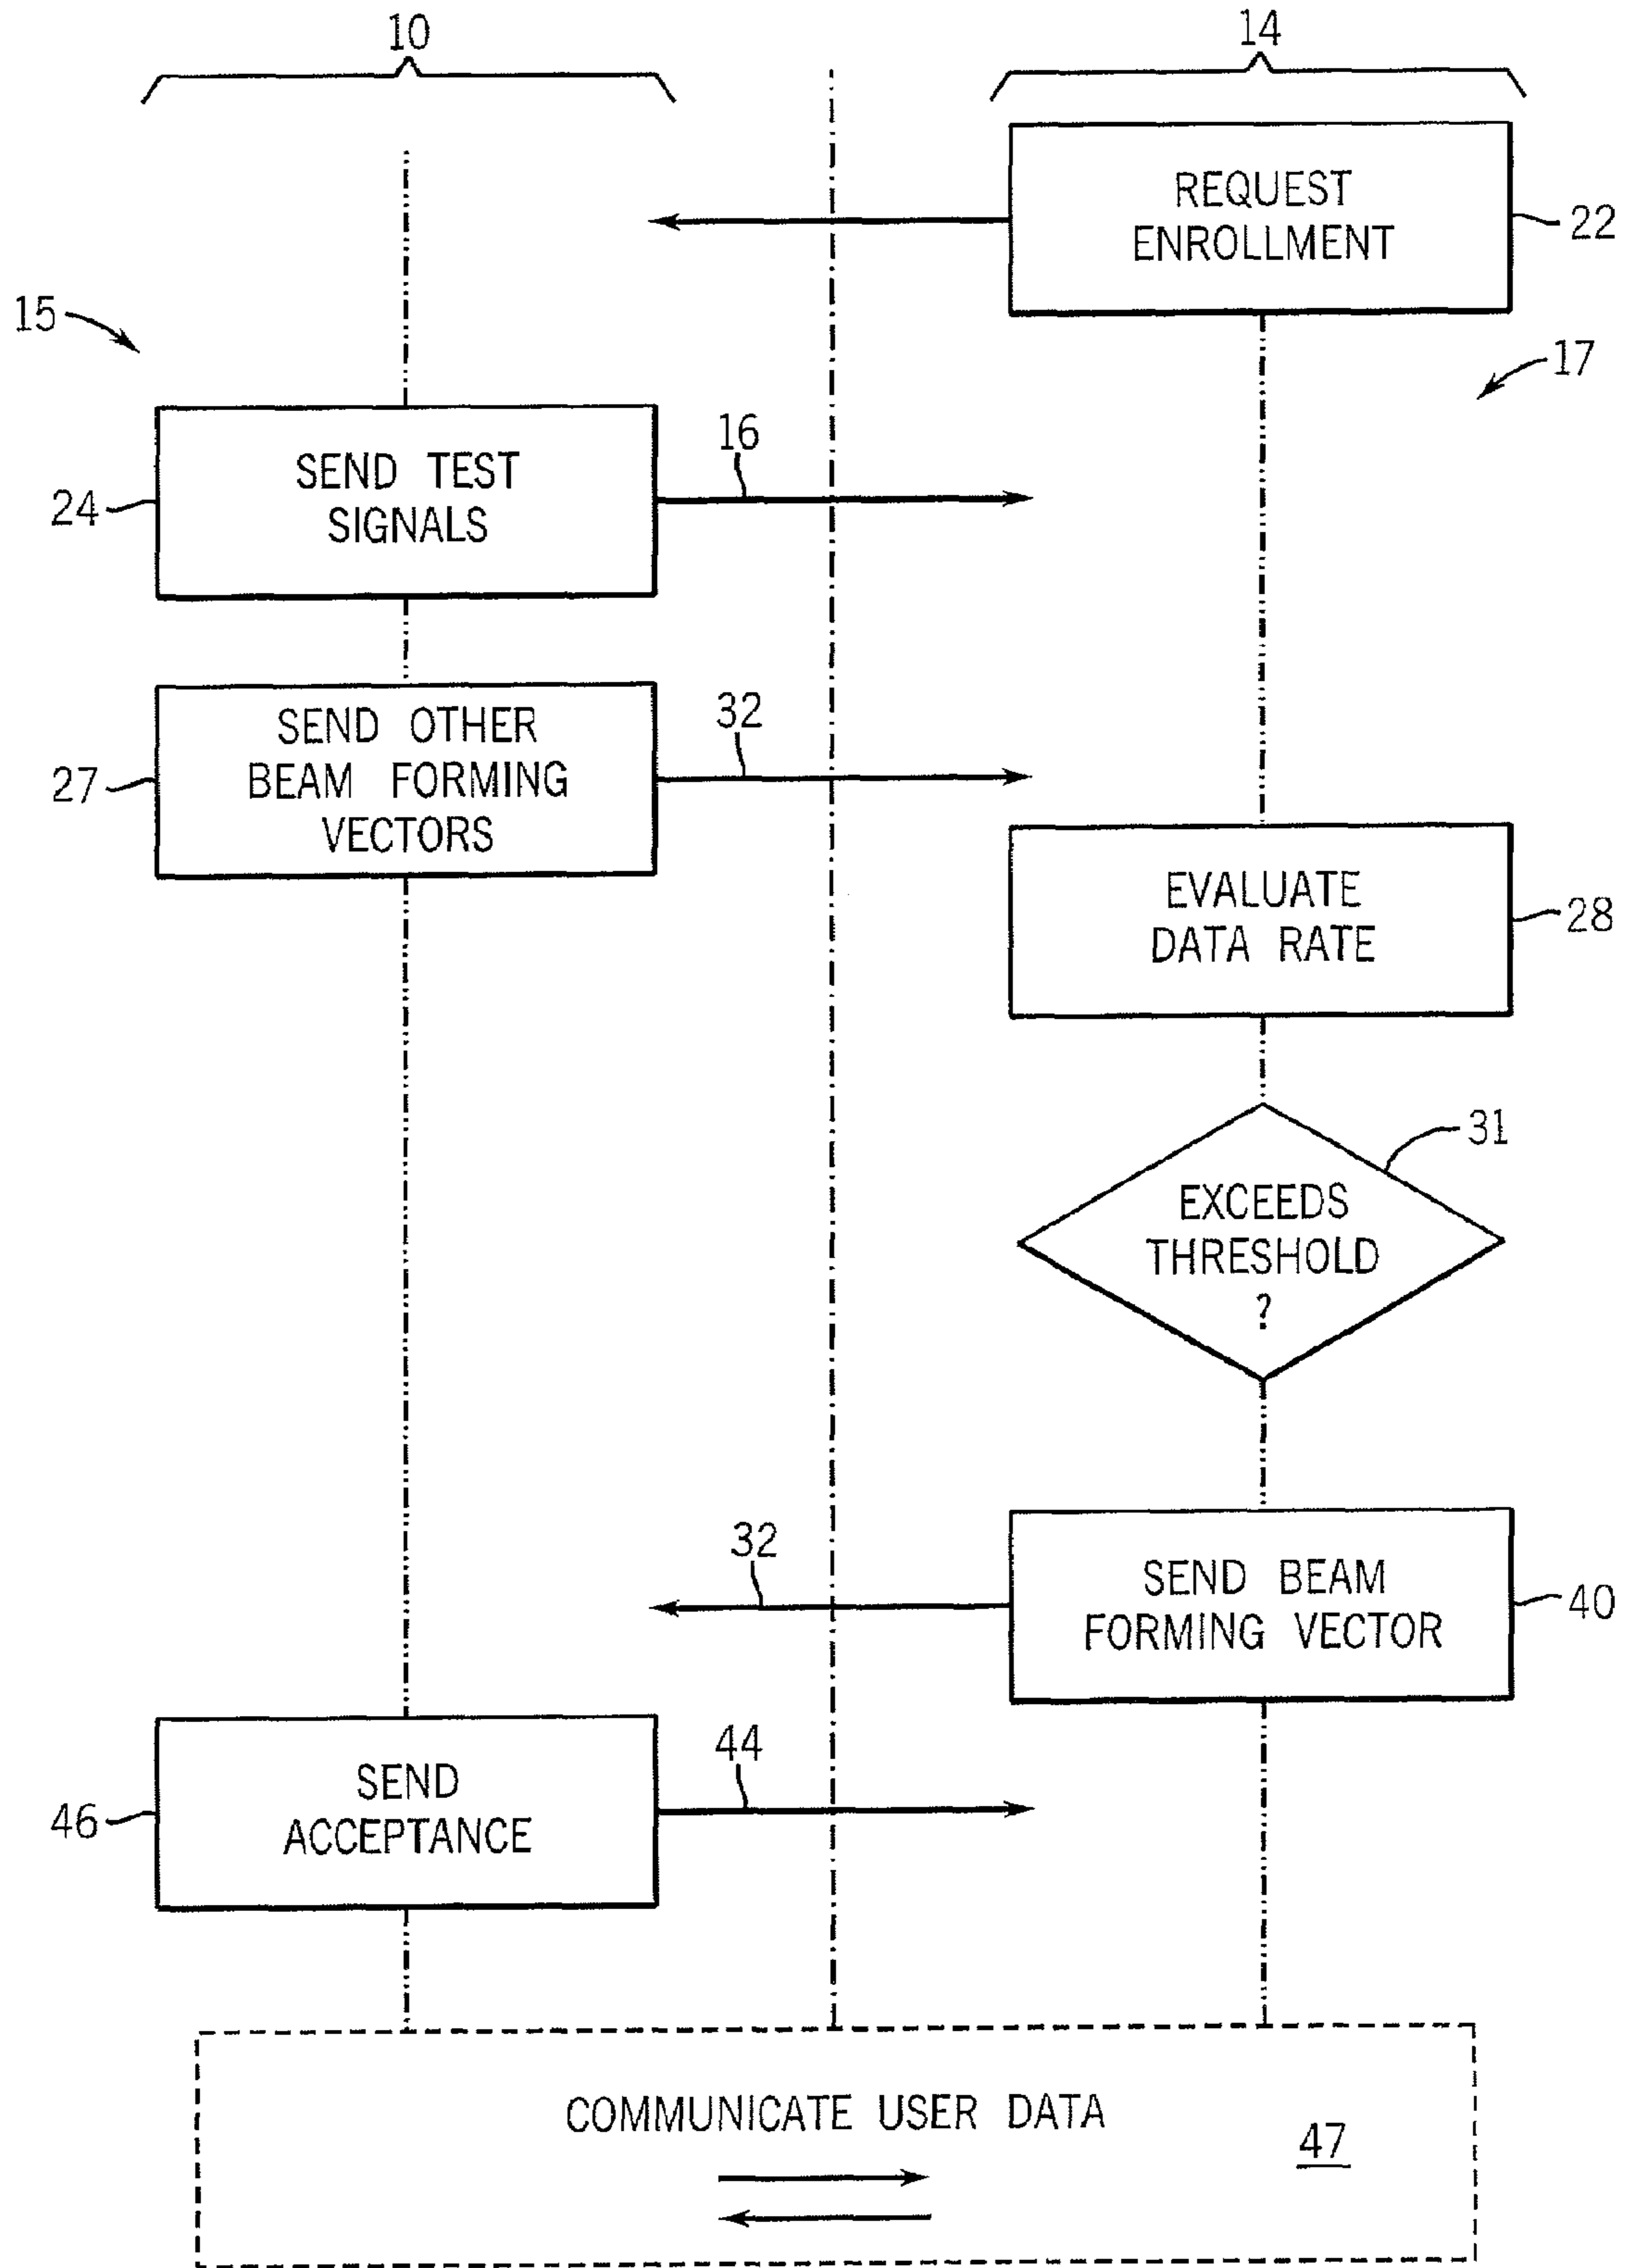 10
14
REQUEST
ENROLLMENT
22
15
17
SEND TEST
SIGNALS
24
16
SEND OTHER
BEAM FORMING
VECTORS
27
32
EVALUATE
DATA RATE
28
31
EXCEEDS
THRESHOLD
?
32
SEND BEAM
FORMING VECTOR
40
SEND
ACCEPTANCE
46
44
COMMUNICATE USER DATA
47